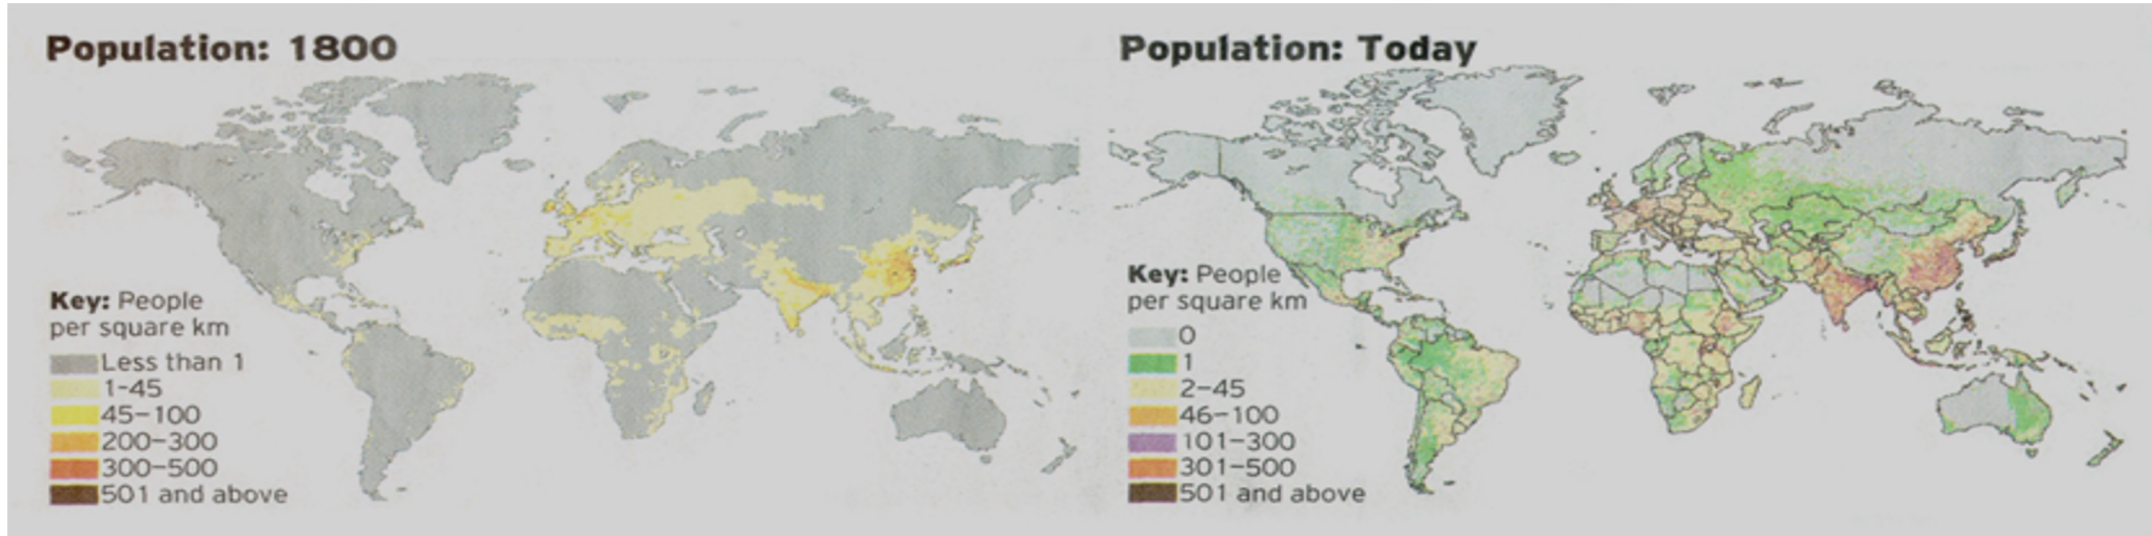 Population: 1800
Key: People
per square km
Less than 1
1-45
45-100
200-300
300-500
501 and above
Population: Today
Key: People
per square km
0
1
2-45
46-100
101-300
301-500
501 and above